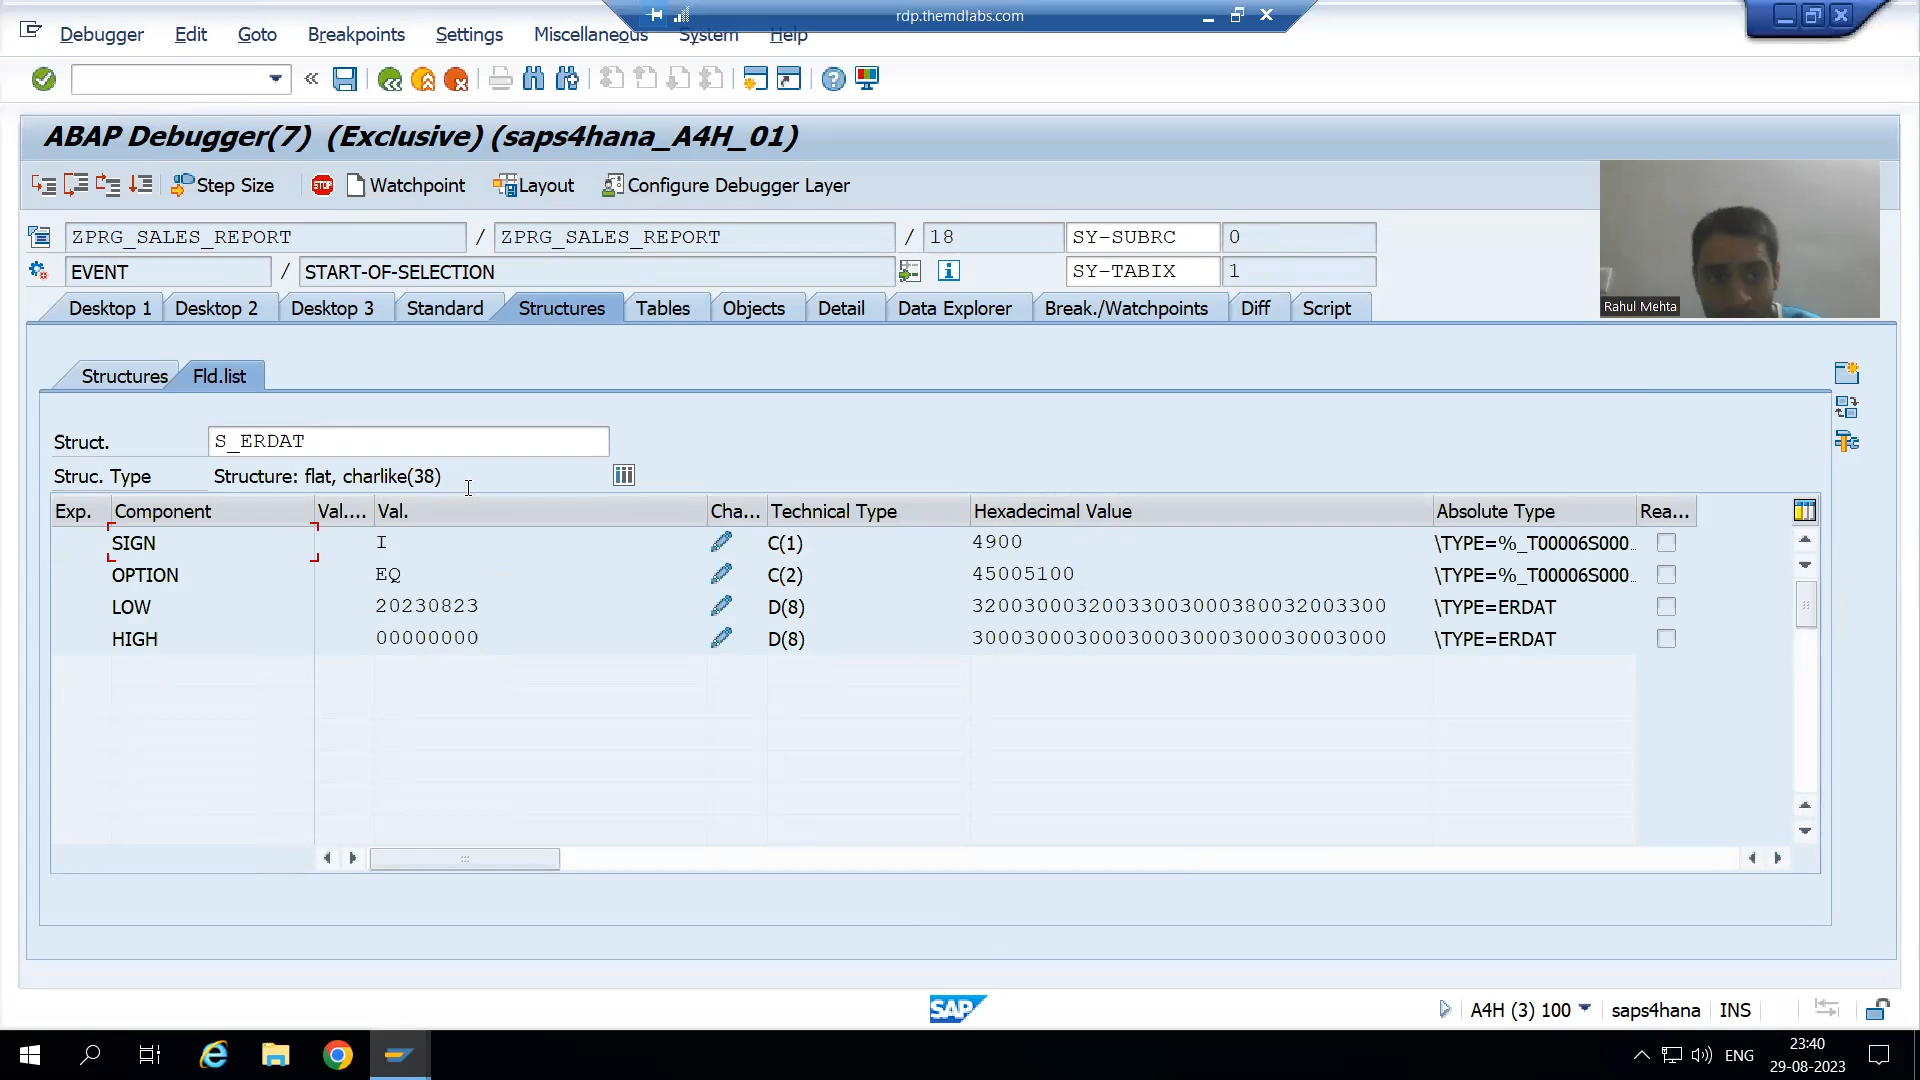 rdp.themdlabs.com
Debugger Edit Goto Breakpoints Settings Miscellaneous System Help
ABAP Debugger(7) (Exclusive) (saps4hana_A4H_01)
Step Size STOP Watchpoint Layout Configure Debugger Layer
ZPRG_SALES_REPORT / ZPRG_SALES_REPORT / 18 SY-SUBRC 0
EVENT / START-OF-SELECTION SY-TABIX 1
Rahul Mehta
Desktop 1 Desktop 2 Desktop 3 Standard Structures Tables Objects Detail Data Explorer Break./Watchpoints Diff Script
Structures Fld.list
Struct. S_ERDAT
Struc. Type Structure: flat, charlike(38)
Exp. Component Val.... Val. Cha... Technical Type Hexadecimal Value Absolute Type Rea...
SIGN I C(1) 4900 \TYPE=%_T00006S000...
OPTION EQ C(2) 45005100 \TYPE=%_T00006S000...
LOW 20230823 D(8) 32003000320033003000380032003300 \TYPE=ERDAT
HIGH 00000000 D(8) 30003000300030003000300030003000 \TYPE=ERDAT
SAP A4H (3) 100 saps4hana INS
ENG 23:40
29-08-2023